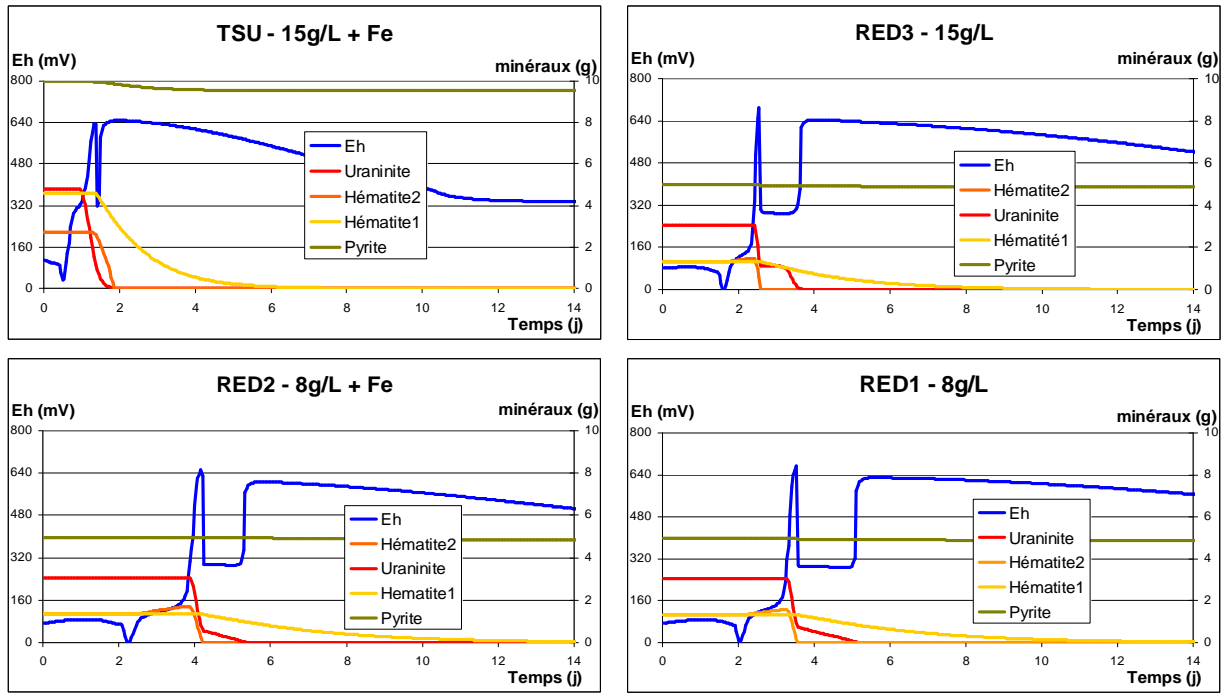 TSU - 15g/L + Fe
Eh (mV)
minéraux (g)
800
640
480
320
160
0
10
8
6
4
2
0
Eh
Uraninite
Hématite2
Hématite1
Pyrite
0 2 4 6 8 10 12 14
Temps (j)
RED3 - 15g/L
Eh (mV)
minéraux (g)
800
640
480
320
160
0
10
8
6
4
2
0
Eh
Hématite2
Uraninite
Hématité1
Pyrite
0 2 4 6 8 10 12 14
Temps (j)
RED2 - 8g/L + Fe
Eh (mV)
minéraux (g)
800
640
480
320
160
0
10
8
6
4
2
0
Eh
Hématite2
Uraninite
Hematite1
Pyrite
0 2 4 6 8 10 12 14
Temps (j)
RED1 - 8g/L
Eh (mV)
minéraux (g)
800
640
480
320
160
0
10
8
6
4
2
0
Eh
Uraninite
Hématite2
Hématite1
Pyrite
0 2 4 6 8 10 12 14
Temps (j)